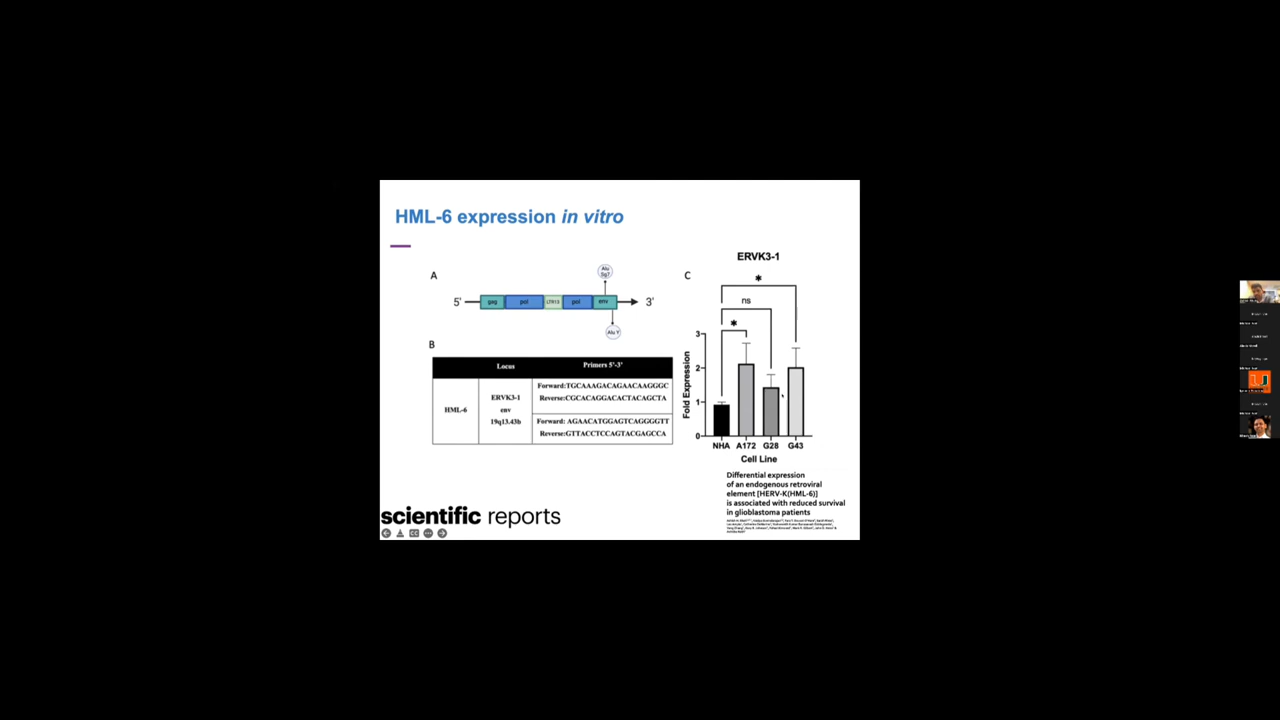 HML-6 expression in vitro
A
Alu
5'
gag
pol
LTR13
pol
env
3'
Alu Y
B
Locus
Primers 5'-3'
HML-6
ERVK3-1
env
19q13.43b
Forward:TGCAAAGACAGAACAAGGGC
Reverse:CGCACAGGACACTACAGCTA
Forward: AGAACATGGAGTCAGGGGTT
Reverse:GTTACCTCCAGTACGAGCCA
C
ERVK3-1
*
ns
*
Fold Expression
3
2
1
0
NHA A172 G28 G43
Cell Line
Differential expression
of an endogenous retroviral
element [HERV-K(HML-6)]
is associated with reduced survival
in glioblastoma patients
scientific reports